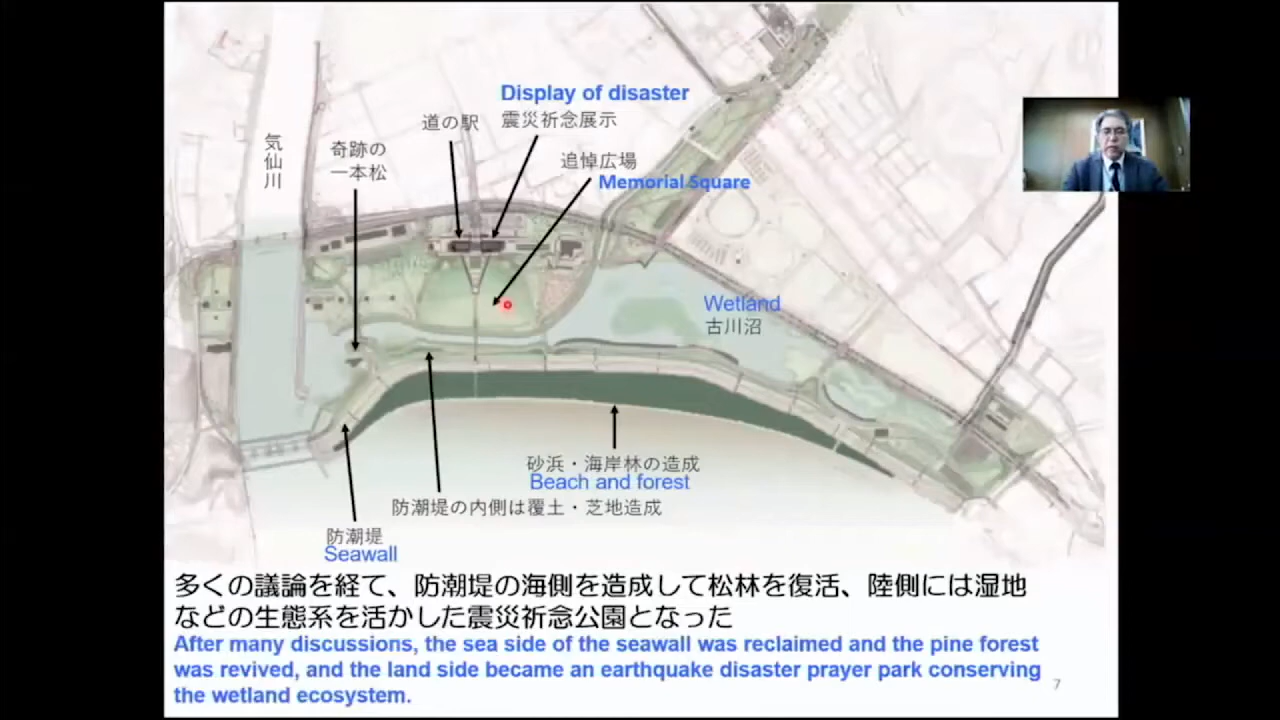 Display of disaster
震災祈念展示
道の駅
気仙川
奇跡の
一本松
追悼広場
Memorial Square
Wetland
古川沼
砂浜・海岸林の造成
Beach and forest
防潮堤の内側は覆土・芝地造成
防潮堤
Seawall
多くの議論を経て、防潮堤の海側を造成して松林を復活、陸側には湿地
などの生態系を活かした震災祈念公園となった
After many discussions, the sea side of the seawall was reclaimed and the pine forest
was revived, and the land side became an earthquake disaster prayer park conserving
the wetland ecosystem.
7